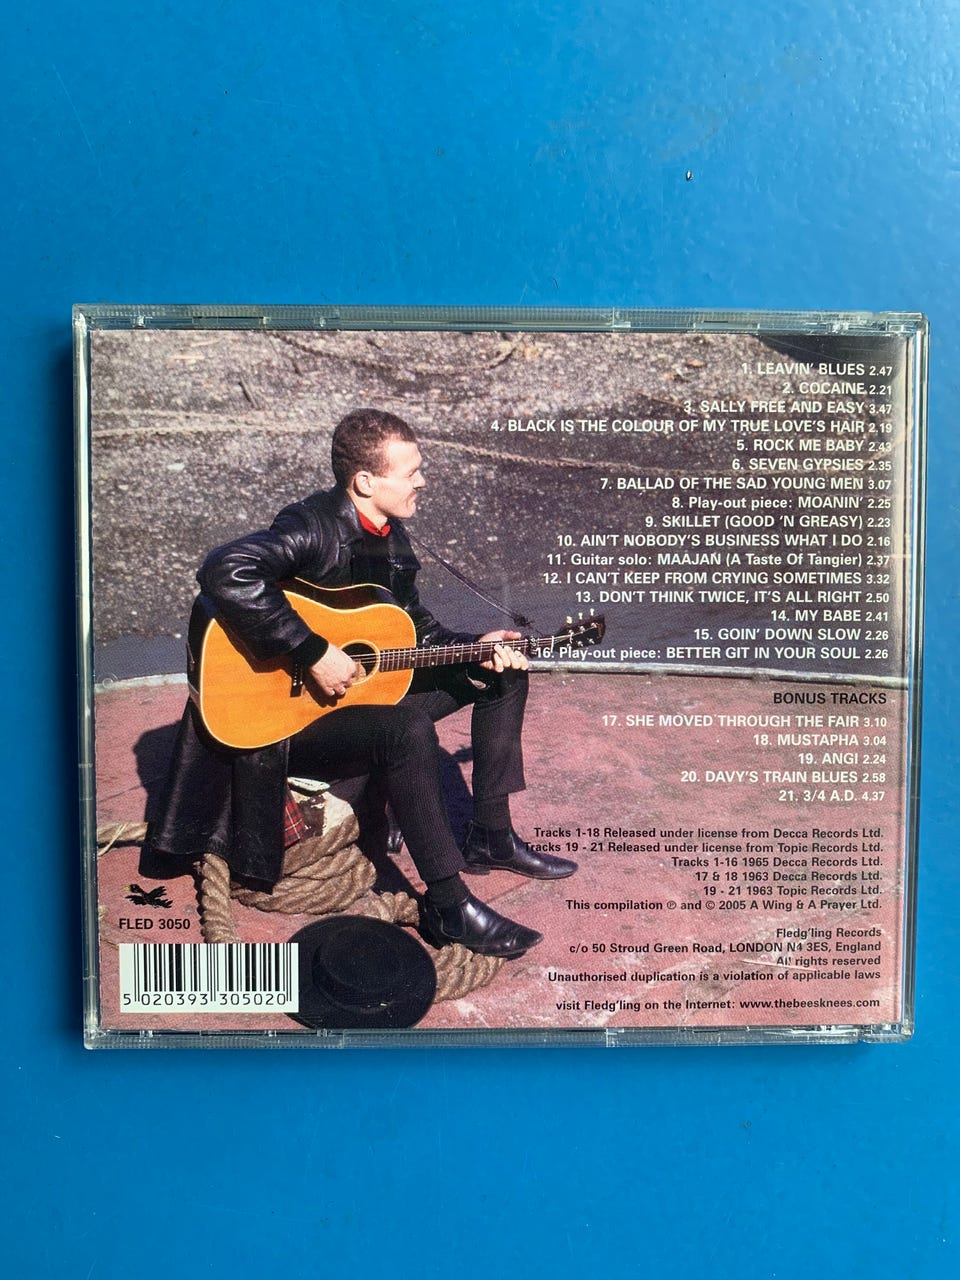 1. LEAVIN' BLUES 2.47
2. COCAINE 2.21
3. SALLY FREE AND EASY 3.47
4. BLACK IS THE COLOUR OF MY TRUE LOVE'S HAIR 2.19
5. ROCK ME BABY 2.43
6. SEVEN GYPSIES 2.35
7. BALLAD OF THE SAD YOUNG MEN 3.07
8. Play-out piece: MOANIN' 2.25
9. SKILLET (GOOD 'N GREASY) 2.23
10. AIN'T NOBODY'S BUSINESS WHAT I DO 2.16
11. Guitar solo: MAAJAN (A Taste Of Tangier) 2.37
12. I CAN'T KEEP FROM CRYING SOMETIMES 3.32
13. DON'T THINK TWICE, IT'S ALL RIGHT 2.50
14. MY BABE 2.41
15. GOIN' DOWN SLOW 2.26
16. Play-out piece: BETTER GIT IN YOUR SOUL 2.26
BONUS TRACKS
17. SHE MOVED THROUGH THE FAIR 3.10
18. MUSTAPHA 3.04
19. ANGI 2.24
20. DAVY'S TRAIN BLUES 2.58
21. 3/4 A.D. 4.37
Tracks 1-18 Released under license from Decca Records Ltd.
Tracks 19 - 21 Released under license from Topic Records Ltd.
Tracks 1-16 1965 Decca Records Ltd.
17 & 18 1963 Decca Records Ltd.
19 - 21 1963 Topic Records Ltd.
This compilation ℗ and © 2005 A Wing & A Prayer Ltd.
Fledg'ling Records
c/o 50 Stroud Green Road, LONDON N4 3ES, England
All rights reserved
Unauthorised duplication is a violation of applicable laws
visit Fledg'ling on the Internet: www.thebeesknees.com
FLED 3050
5 020393 305020